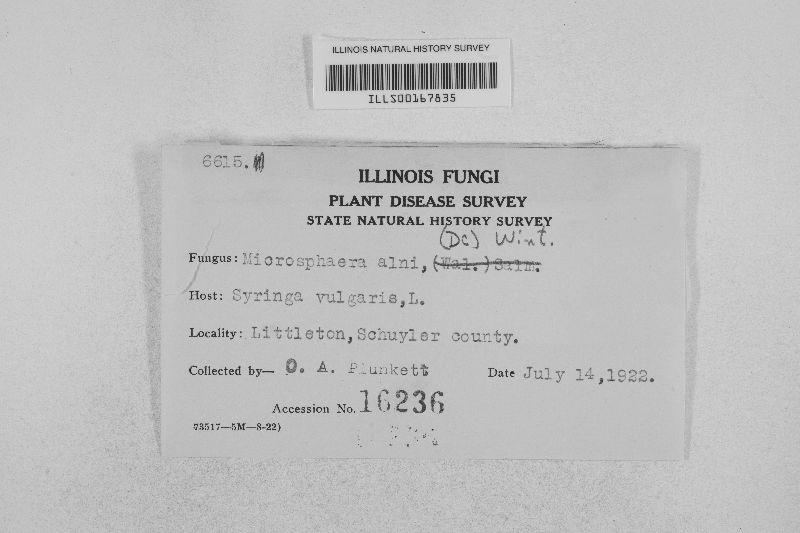 ILLINOIS NATURAL HISTORY SURVEY
ILLS00167835
6615.
ILLINOIS FUNGI
PLANT DISEASE SURVEY
STATE NATURAL HISTORY SURVEY
(DC) Wint.
Fungus: Microsphaera alni, (Wal.) Salm.
Host: Syringa vulgaris, L.
Locality: Littleton, Schuyler county.
Collected by— O. A. Plunkett Date July 14, 1922.
Accession No. 16236
73517—5M—8-22)